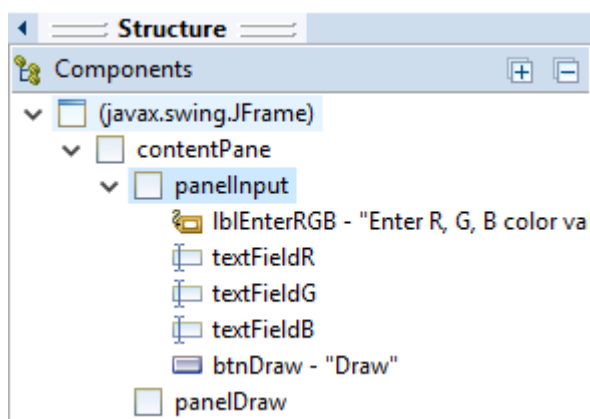 Structure
Components
(javax.swing.JFrame)
contentPane
panelInput
lblEnterRGB - "Enter R, G, B color va
textFieldR
textFieldG
textFieldB
btnDraw - "Draw"
panelDraw